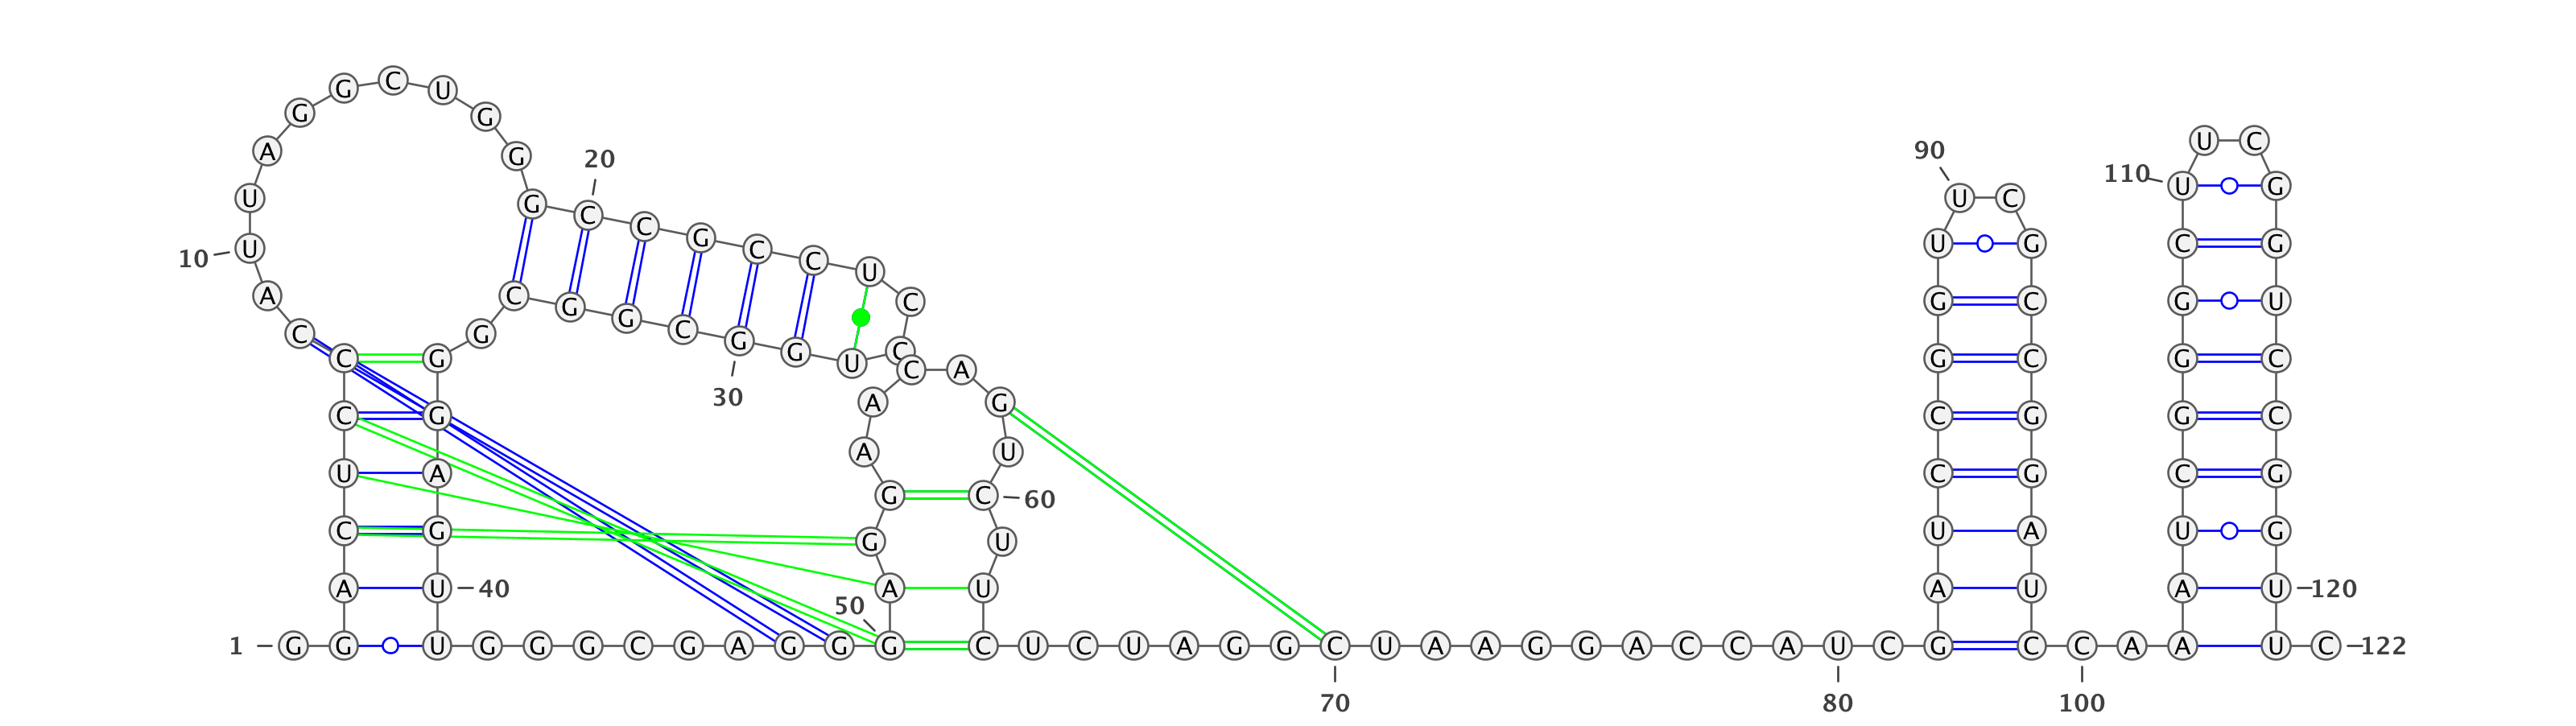 1 G
G A C U C C C A U
10
U A G G C U G G G C
20
C G C C U C C U G G
30
C G G C G G G A G U
40
U G G G C G A G G G
50
A G G A A C A G U C
60
U U C U C U A G G C
70
U A A G G A C C A U
80
C G A U C C G G U U
90
C G C C G G A U C C
100
A A A U C G G G C U
110
U C G G U C C G G U
120
U C
122